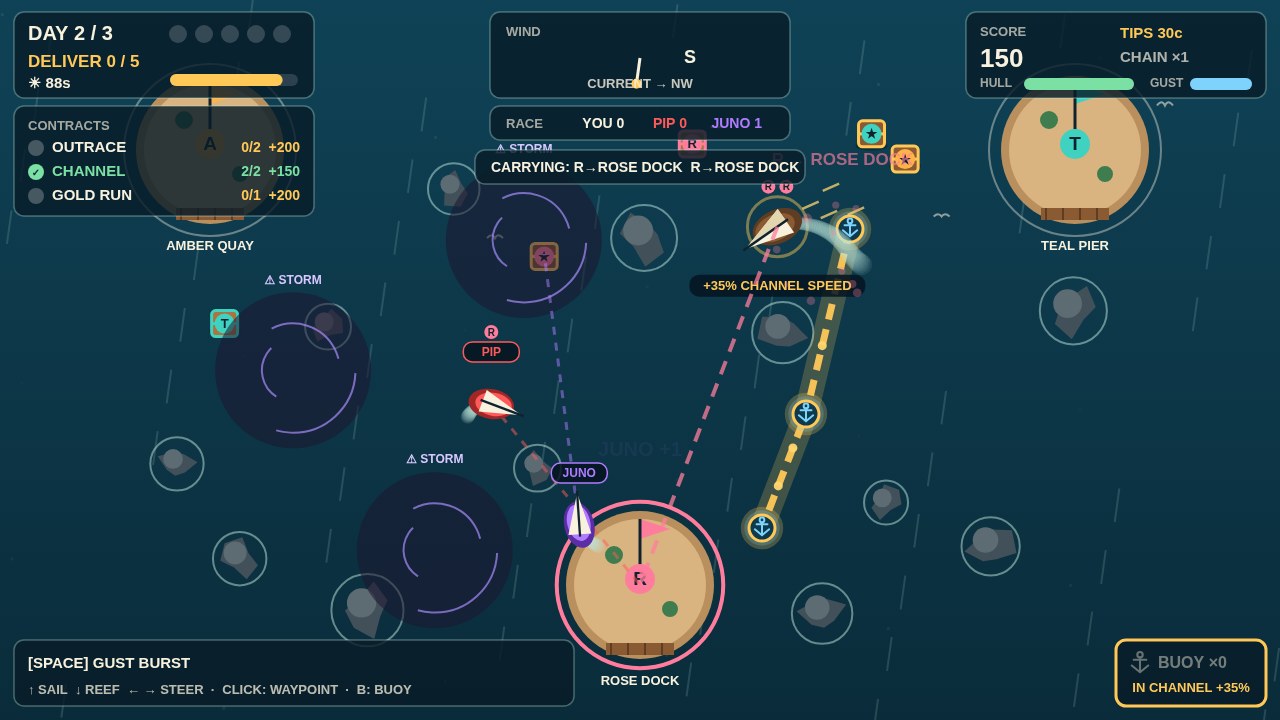 DAY 2 / 3
DELIVER 0 / 5
☀ 88s
WIND
S
CURRENT → NW
SCORE
150
TIPS 30c
CHAIN ×1
HULL
GUST
CONTRACTS
OUTRACE 0/2 +200
✓ CHANNEL 2/2 +150
GOLD RUN 0/1 +200
RACE YOU 0 PIP 0 JUNO 1
CARRYING: R→ROSE DOCK R→ROSE DOCK
⚠ STORM
R
ROSE DOCK
R R
A
AMBER QUAY
T
TEAL PIER
⚠ STORM
T
+35% CHANNEL SPEED
R
PIP
JUNO +1
⚠ STORM
JUNO
R
ROSE DOCK
[SPACE] GUST BURST
↑ SAIL ↓ REEF ← → STEER · CLICK: WAYPOINT · B: BUOY
BUOY ×0
IN CHANNEL +35%